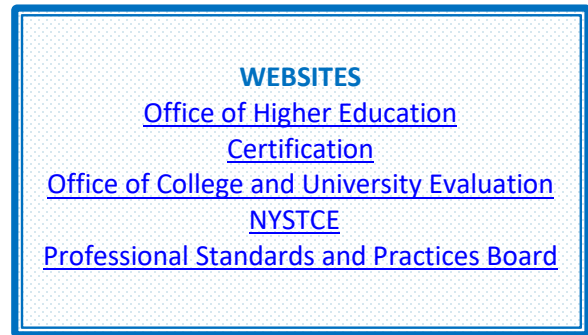 WEBSITES
Office of Higher Education
Certification
Office of College and University Evaluation
NYSTCE
Professional Standards and Practices Board